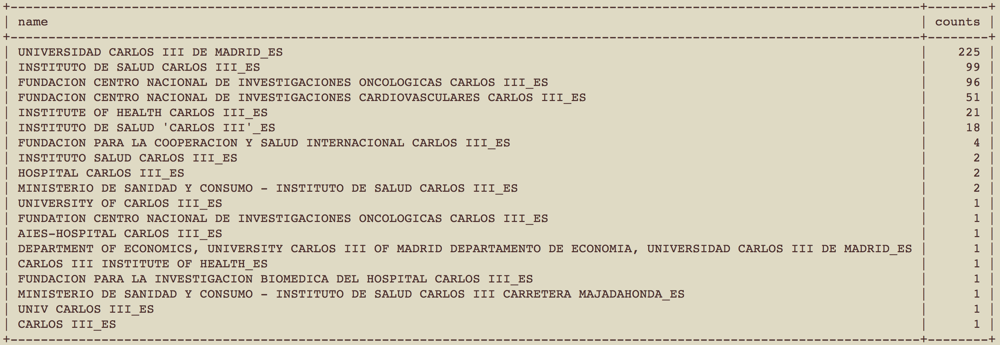 | name | counts |
| UNIVERSIDAD CARLOS III DE MADRID_ES | 225 |
| INSTITUTO DE SALUD CARLOS III_ES | 99 |
| FUNDACION CENTRO NACIONAL DE INVESTIGACIONES ONCOLOGICAS CARLOS III_ES | 96 |
| FUNDACION CENTRO NACIONAL DE INVESTIGACIONES CARDIOVASCULARES CARLOS III_ES | 51 |
| INSTITUTE OF HEALTH CARLOS III_ES | 21 |
| INSTITUTO DE SALUD 'CARLOS III'_ES | 18 |
| FUNDACION PARA LA COOPERACION Y SALUD INTERNACIONAL CARLOS III_ES | 4 |
| INSTITUTO SALUD CARLOS III_ES | 2 |
| HOSPITAL CARLOS III_ES | 2 |
| MINISTERIO DE SANIDAD Y CONSUMO - INSTITUTO DE SALUD CARLOS III_ES | 2 |
| UNIVERSITY OF CARLOS III_ES | 1 |
| FUNDATION CENTRO NACIONAL DE INVESTIGACIONES ONCOLOGICAS CARLOS III_ES | 1 |
| AIES-HOSPITAL CARLOS III_ES | 1 |
| DEPARTMENT OF ECONOMICS, UNIVERSITY CARLOS III OF MADRID DEPARTAMENTO DE ECONOMIA, UNIVERSIDAD CARLOS III DE MADRID_ES | 1 |
| CARLOS III INSTITUTE OF HEALTH_ES | 1 |
| FUNDACION PARA LA INVESTIGACION BIOMEDICA DEL HOSPITAL CARLOS III_ES | 1 |
| MINISTERIO DE SANIDAD Y CONSUMO - INSTITUTO DE SALUD CARLOS III CARRETERA MAJADAHONDA_ES | 1 |
| UNIV CARLOS III_ES | 1 |
| CARLOS III_ES | 1 |